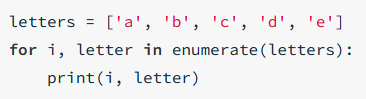 letters = ['a', 'b', 'c', 'd', 'e']
for i, letter in enumerate(letters):
    print(i, letter)